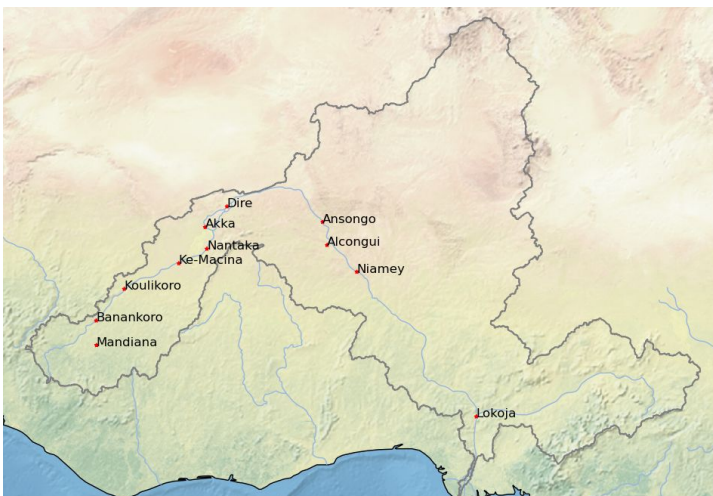 Dire
Ansongo
Akka
Alcongui
Nantaka
Ke-Macina
Niamey
Koulikoro
Banankoro
Mandiana
Lokoja